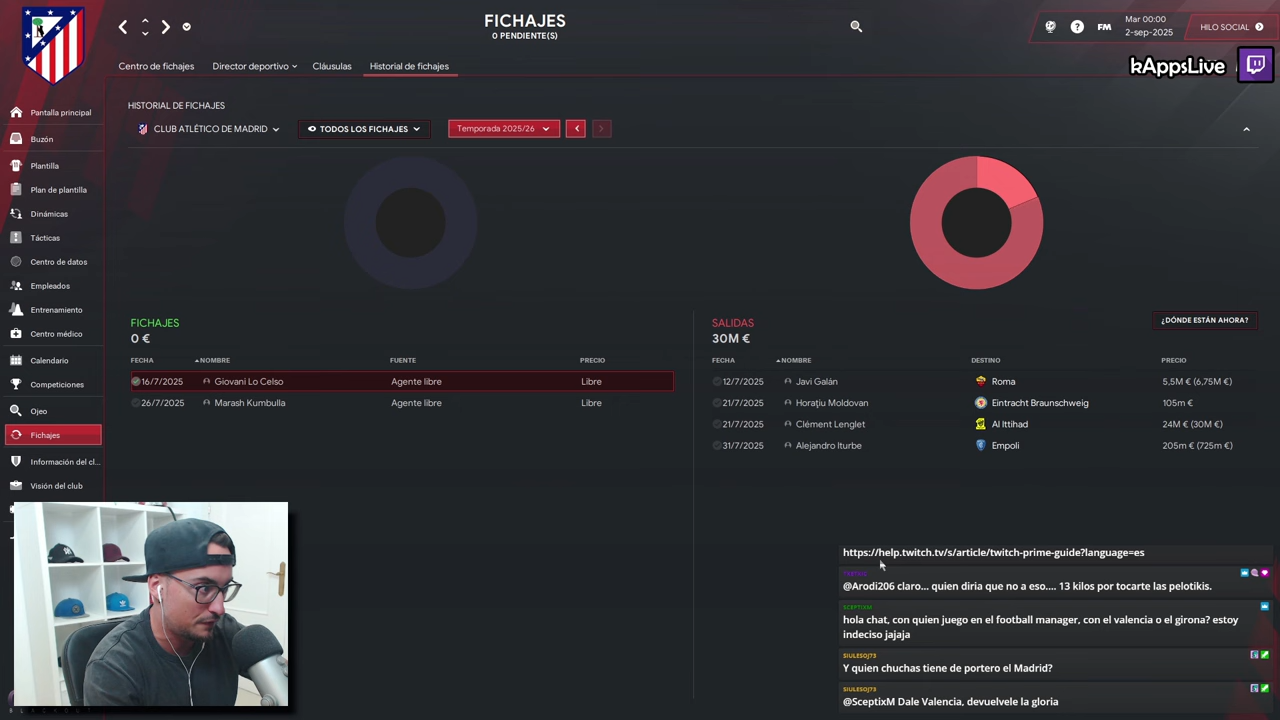 FICHAJES
0 PENDIENTE(S)
FM
Mar 00:00
2-sep-2025
HILO SOCIAL
kAppsLive
Centro de fichajes
Director deportivo
Cláusulas
Historial de fichajes
Pantalla principal
Buzón
Plantilla
Plan de plantilla
Dinámicas
Tácticas
Centro de datos
Empleados
Entrenamiento
Centro médico
Calendario
Competiciones
Ojeo
Fichajes
Información del cl...
Visión del club
HISTORIAL DE FICHAJES
CLUB ATLÉTICO DE MADRID
TODOS LOS FICHAJES
Temporada 2025/26
FICHAJES
0 €
FECHA NOMBRE FUENTE PRECIO
16/7/2025 Giovani Lo Celso Agente libre Libre
26/7/2025 Marash Kumbulla Agente libre Libre
SALIDAS
30M €
¿DÓNDE ESTÁN AHORA?
FECHA NOMBRE DESTINO PRECIO
12/7/2025 Javi Galán Roma 5,5M € (6,75M €)
21/7/2025 Horațiu Moldovan Eintracht Braunschweig 105m €
21/7/2025 Clément Lenglet Al Ittihad 24M € (30M €)
31/7/2025 Alejandro Iturbe Empoli 205m € (725m €)
https://help.twitch.tv/s/article/twitch-prime-guide?language=es
@Arodi206 claro... quien diria que no a eso.... 13 kilos por tocarte las pelotikis.
SCEPTIXM
hola chat, con quien juego en el football manager, con el valencia o el girona? estoy
indeciso jajaja
SIULESOJ73
Y quien chuchas tiene de portero el Madrid?
SIULESOJ73
@SceptixM Dale Valencia, devuelvele la gloria